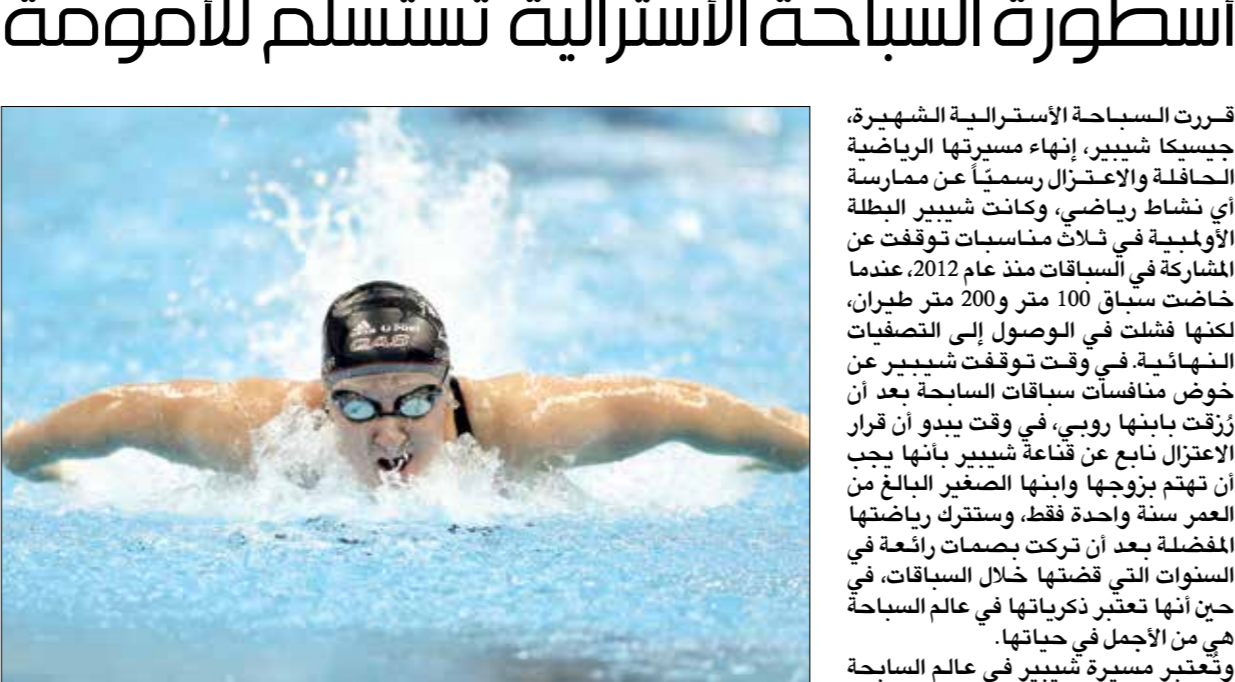 أسطورة السباحة الأسترالية تستسلم للأمومة
قررت السباحة الأسترالية الشهيرة،
جيسيكا شيبير، إنهاء مسيرتها الرياضية
الحافلة والاعتزال رسميّاً عن ممارسة
أي نشاط رياضي، وكانت شيبير البطلة
الأولمبية في ثلاث مناسبات توقفت عن
المشاركة في السباقات منذ عام 2012، عندما
خاضت سباق 100 متر و200 متر طيران،
لكنها فشلت في الوصول إلى التصفيات
النهائية. في وقت توقفت شيبير عن
خوض منافسات سباقات السابحة بعد أن
رُزقت بابنها روبي، في وقت يبدو أن قرار
الاعتزال نابع عن قناعة شيبير بأنها يجب
أن تهتم بزوجها وابنها الصغير البالغ من
العمر سنة واحدة فقط، وستترك رياضتها
المفضلة بعد أن تركت بصمات رائعة في
السنوات التي قضتها خلال السباقات، في
حين أنها تعتبر ذكرياتها في عالم السباحة
هي من الأجمل في حياتها.
وتُعتبر مسيرة شيبير في عالم السابحة